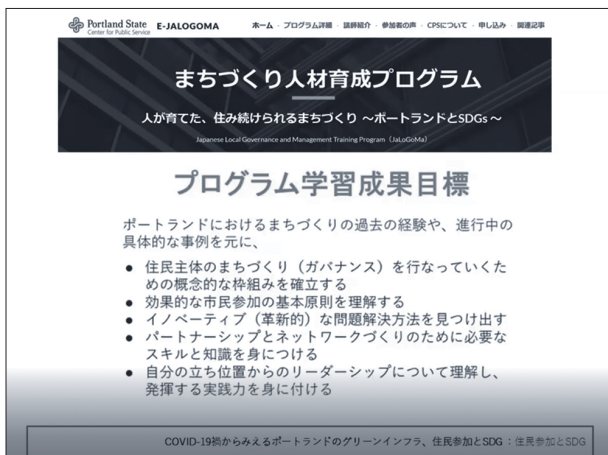 Portland State
Center for Public Service
E-JALOGOMA
ホーム · プログラム詳細 · 講師紹介 · 参加者の声 · CPSについて · 申し込み · 関連記事
まちづくり人材育成プログラム
人が育てた、住み続けられるまちづくり ～ポートランドとSDGs～
Japanese Local Governance and Management Training Program（JaLoGoMa）
プログラム学習成果目標
ポートランドにおけるまちづくりの過去の経験や、進行中の
具体的な事例を元に、
● 住民主体のまちづくり（ガバナンス）を行なっていくた
めの概念的な枠組みを確立する
● 効果的な市民参加の基本原則を理解する
● イノベーティブ（革新的）な問題解決方法を見つけ出す
● パートナーシップとネットワークづくりのために必要な
スキルと知識を身につける
● 自分の立ち位置からのリーダーシップについて理解し、
発揮する実践力を身に付ける
COVID-19禍からみえるポートランドのグリーンインフラ、住民参加とSDG：住民参加とSDG